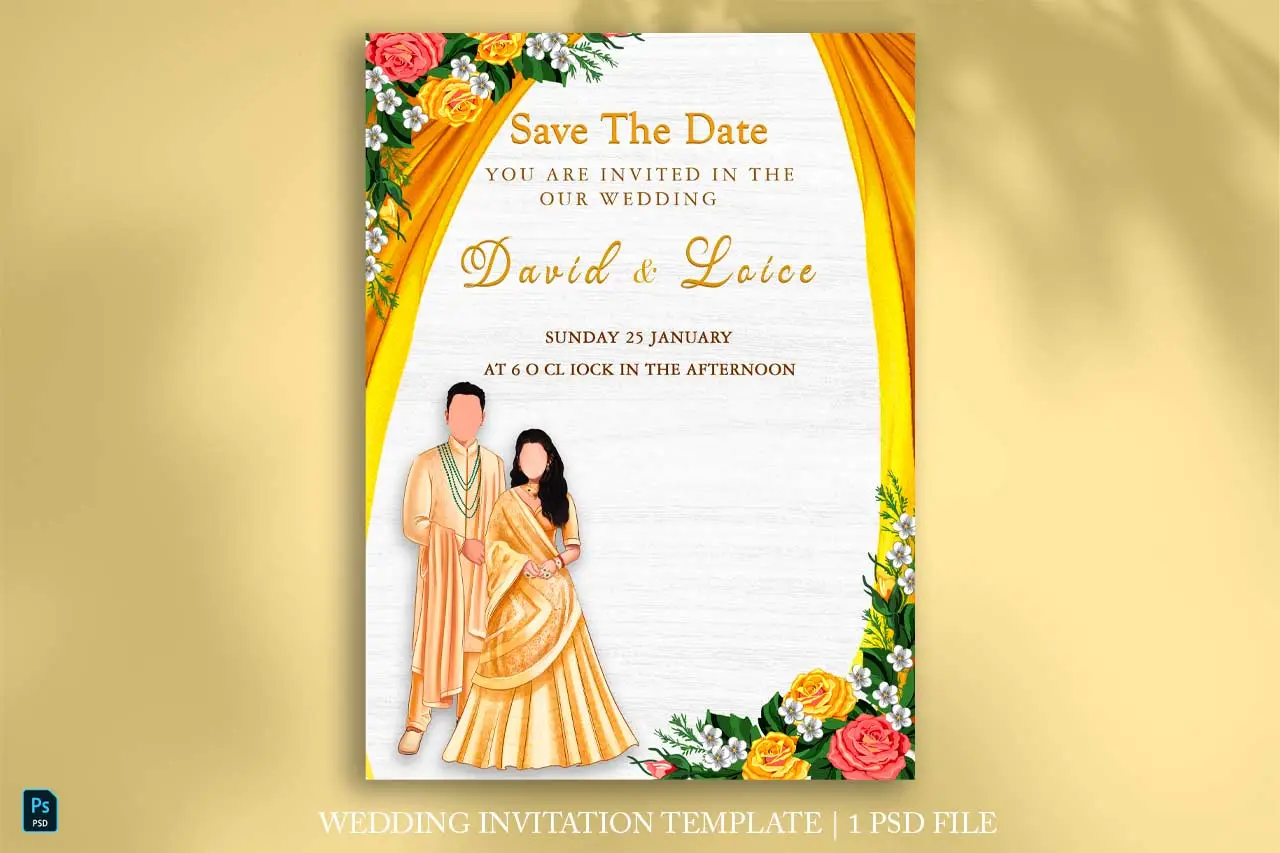 Save The Date
YOU ARE INVITED IN THE
OUR WEDDING
David & Loice
SUNDAY 25 JANUARY
AT 6 O CL IOCK IN THE AFTERNOON
Ps
PSD
WEDDING INVITATION TEMPLATE | 1 PSD FILE